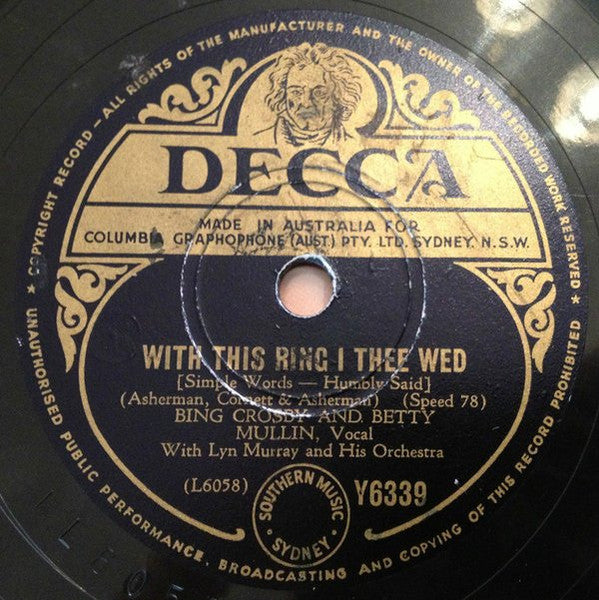 ★ COPYRIGHT RECORD — ALL RIGHTS OF THE MANUFACTURER AND THE OWNER OF THE RECORDED WORK RESERVED ★
DECCA
MADE IN AUSTRALIA FOR
COLUMBIA GRAPHOPHONE (AUST.) PTY. LTD. SYDNEY. N.S.W.
WITH THIS RING I THEE WED
[Simple Words — Humbly Said]
(Asherman, Cornett & Asherman) (Speed 78)
BING CROSBY AND BETTY
MULLIN, Vocal
With Lyn Murray and His Orchestra
(L6058)
SOUTHERN MUSIC
· SYDNEY ·
Y6339
UNAUTHORISED PUBLIC PERFORMANCE, BROADCASTING AND COPYING OF THIS RECORD PROHIBITED